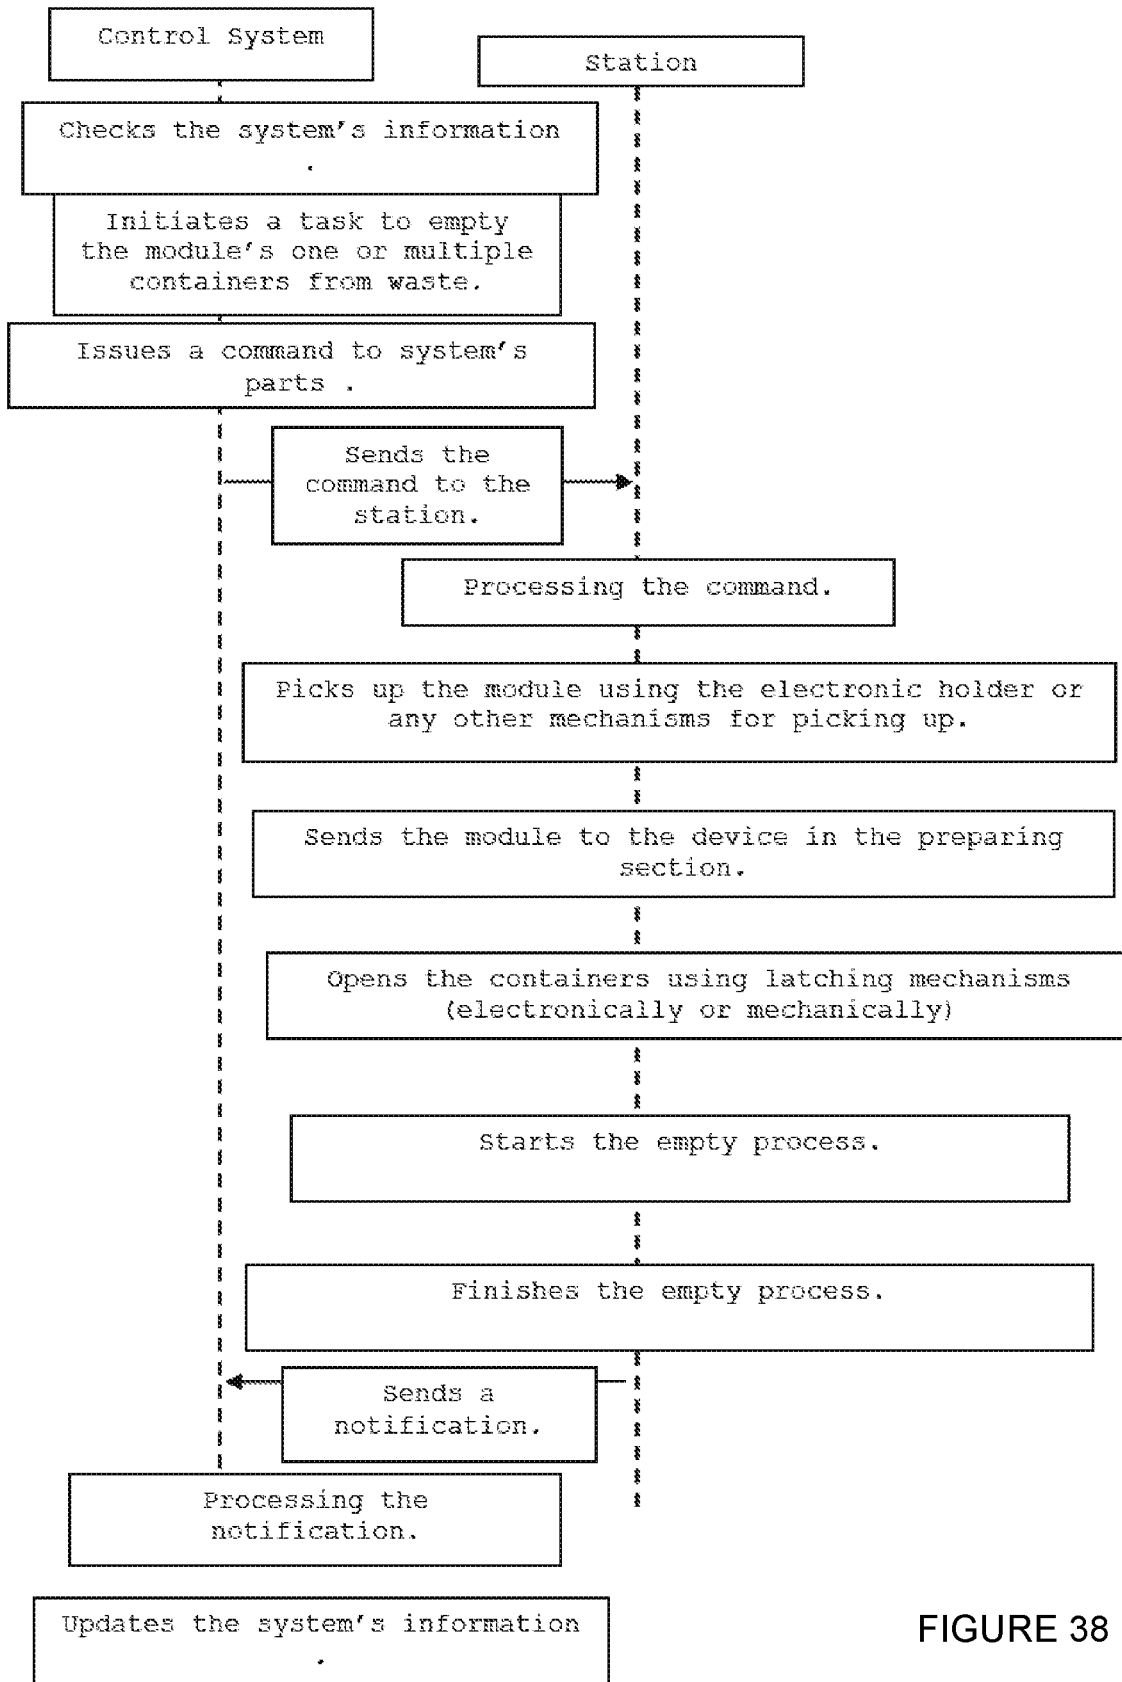 Control System
Station
Checks the system's information
.
Initiates a task to empty
the module's one or multiple
containers from waste.
Issues a command to system's
parts .
Sends the
command to the
station.
Processing the command.
Picks up the module using the electronic holder or
any other mechanisms for picking up.
Sends the module to the device in the preparing
section.
Opens the containers using latching mechanisms
(electronically or mechanically)
Starts the empty process.
Finishes the empty process.
Sends a
notification.
Processing the
notification.
Updates the system's information
.
FIGURE 38